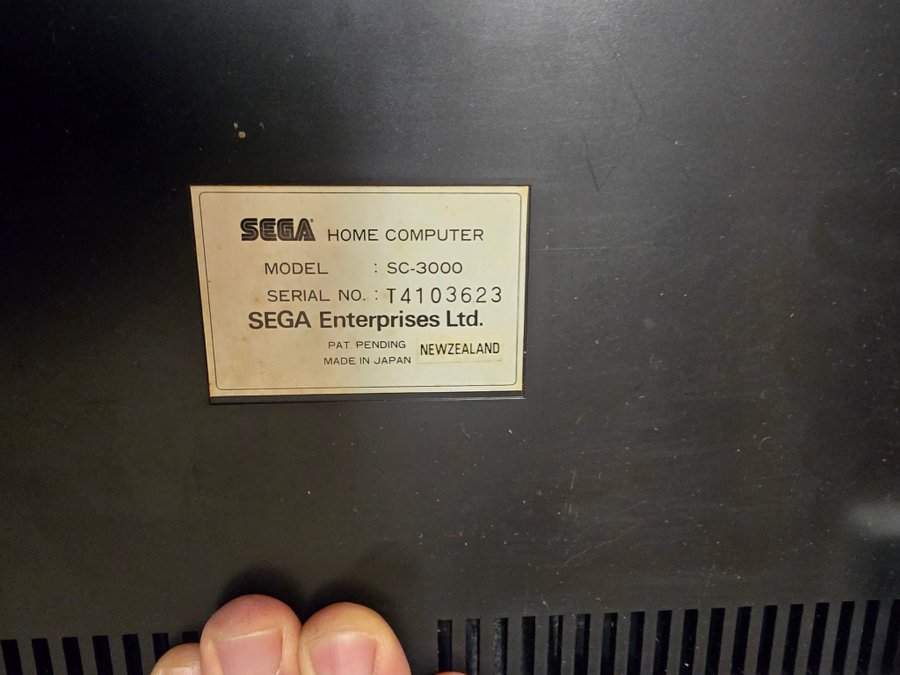 SEGA® HOME COMPUTER
MODEL : SC-3000
SERIAL NO. : T4103623
SEGA Enterprises Ltd.
PAT. PENDING
MADE IN JAPAN
NEWZEALAND